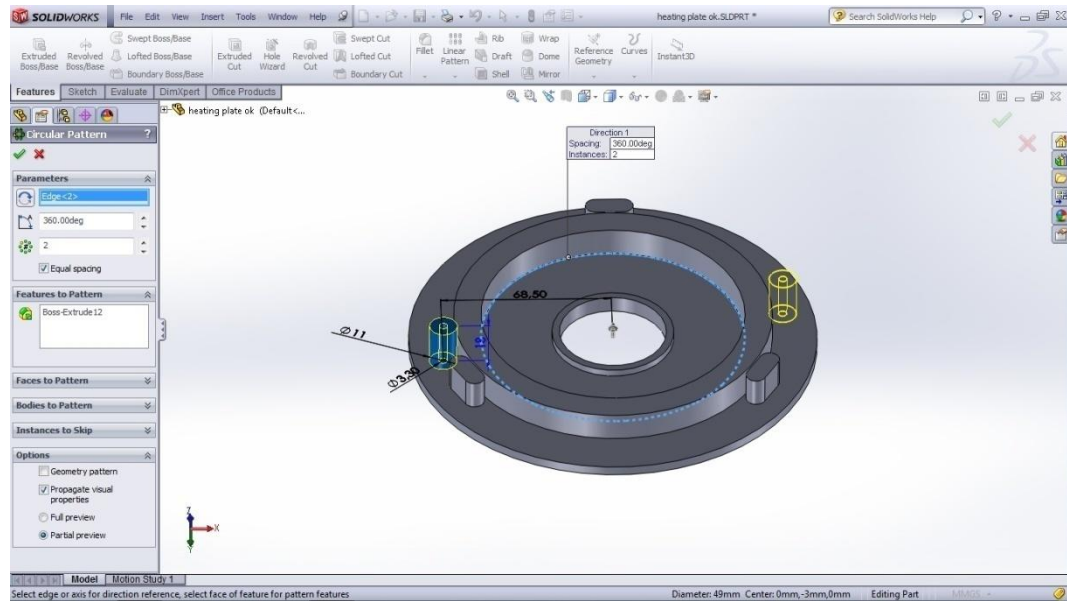 SOLIDWORKS File Edit View Insert Tools Window Help heating plate ok.SLDPRT * Search SolidWorks Help
Extruded Boss/Base
Revolved Boss/Base
Swept Boss/Base
Lofted Boss/Base
Boundary Boss/Base
Extruded Cut
Hole Wizard
Revolved Cut
Swept Cut
Lofted Cut
Boundary Cut
Fillet
Linear Pattern
Rib
Draft
Shell
Wrap
Dome
Mirror
Reference Geometry
Curves
Instant3D
Features Sketch Evaluate DimXpert Office Products
heating plate ok (Default<...
Circular Pattern ?
Parameters
Edge<2>
360.00deg
2
Equal spacing
Features to Pattern
Boss-Extrude12
Faces to Pattern
Bodies to Pattern
Instances to Skip
Options
Geometry pattern
Propagate visual properties
Full preview
Partial preview
Direction 1
Spacing: 360.00deg
Instances: 2
68,50
Ø11
Ø3,30
Z
X
Y
Model Motion Study 1
Select edge or axis for direction reference, select face of feature for pattern features Diameter: 49mm Center: 0mm,-3mm,0mm Editing Part MMGS